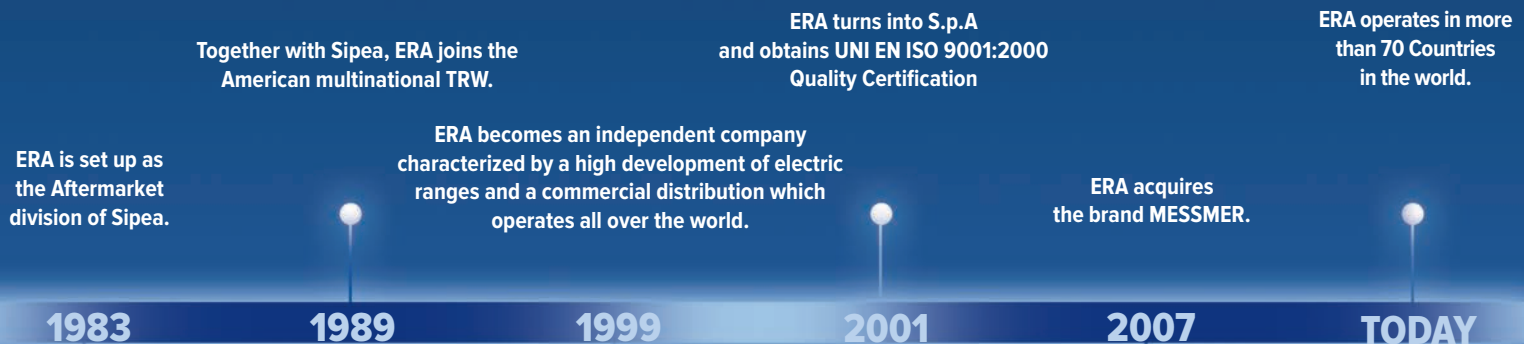 ERA is set up as
the Aftermarket
division of Sipea.
1983
Together with Sipea, ERA joins the
American multinational TRW.
1989
ERA becomes an independent company
characterized by a high development of electric
ranges and a commercial distribution which
operates all over the world.
1999
ERA turns into S.p.A
and obtains UNI EN ISO 9001:2000
Quality Certification
2001
ERA acquires
the brand MESSMER.
2007
ERA operates in more
than 70 Countries
in the world.
TODAY